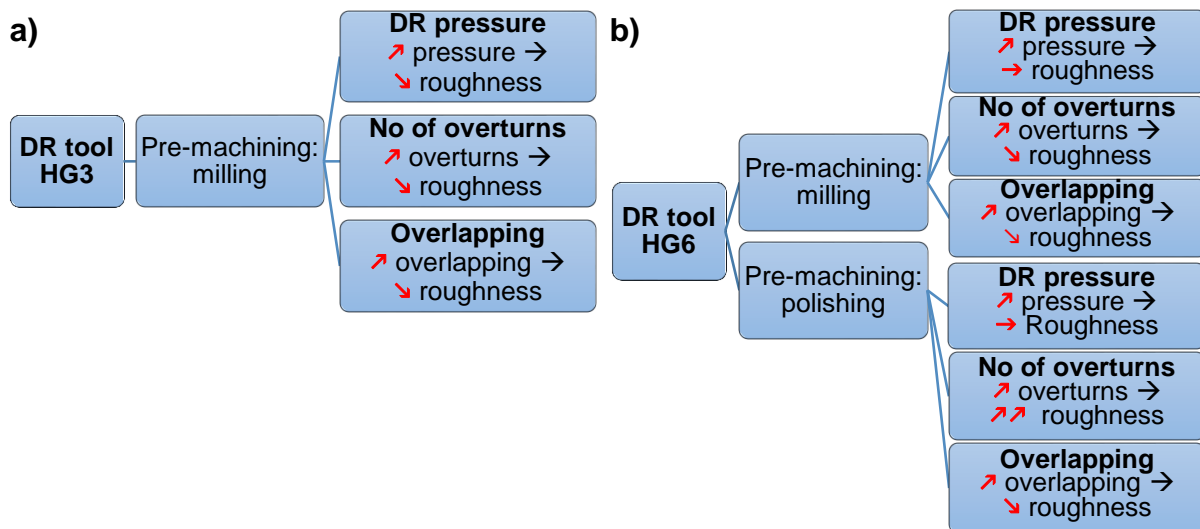 a)
DR tool
HG3
Pre-machining:
milling
DR pressure
↗ pressure →
↘ roughness
No of overturns
↗ overturns →
↘ roughness
Overlapping
↗ overlapping →
↘ roughness
b)
DR tool
HG6
Pre-machining:
milling
DR pressure
↗ pressure →
→ roughness
No of overturns
↗ overturns →
↘ roughness
Overlapping
↗ overlapping →
↘ roughness
Pre-machining:
polishing
DR pressure
↗ pressure →
→ Roughness
No of overturns
↗ overturns →
↗↗ roughness
Overlapping
↗ overlapping →
↘ roughness